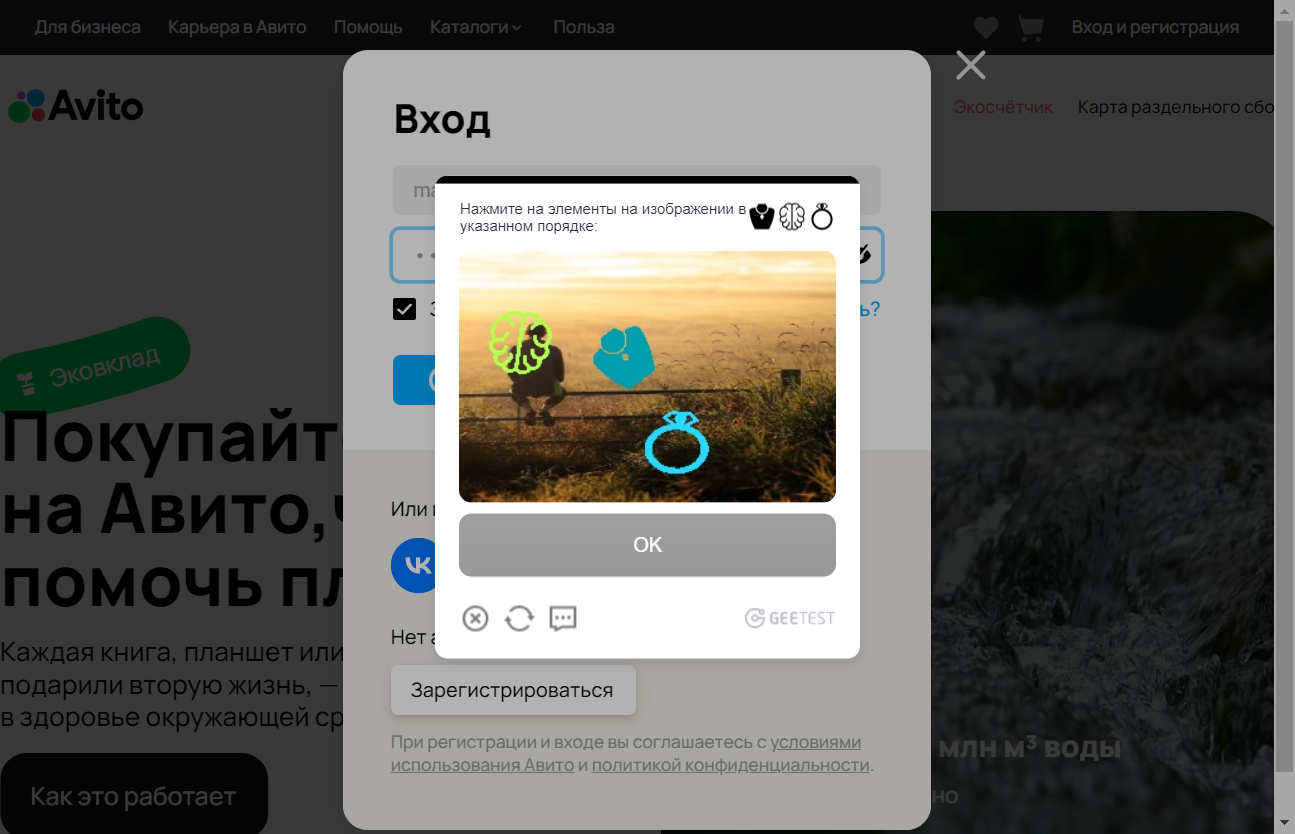 Для бизнеса Карьера в Авито Помощь Каталоги Польза Вход и регистрация
Avito
Экосчётчик Карта раздельного сбо
Вход
ma
Нажмите на элементы на изображении в
указанном порядке:
ь?
Эковклад
OK
GEETEST
Покупайт
на Авито,
помочь пл
Каждая книга, планшет или
подарили вторую жизнь, —
в здоровье окружающей ср
Как это работает
Или
Нет а
Зарегистрироваться
При регистрации и входе вы соглашаетесь с условиями
использования Авито и политикой конфиденциальности.
млн м³ воды
но